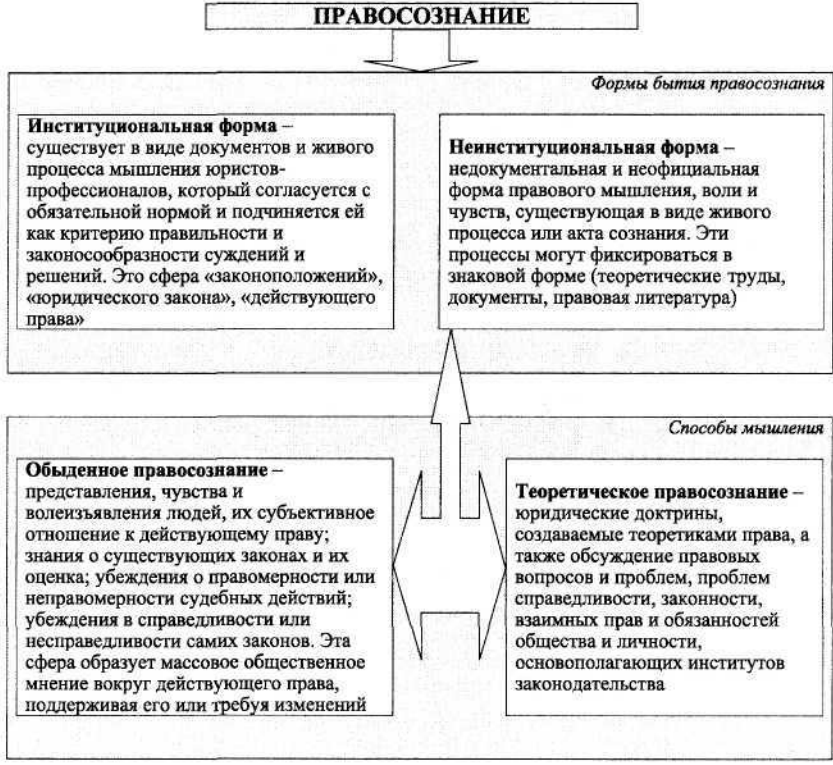 ПРАВОСОЗНАНИЕ
Формы бытия правосознания
Институциональная форма –
существует в виде документов и живого
процесса мышления юристов-
профессионалов, который согласуется с
обязательной нормой и подчиняется ей
как критерию правильности и
законосообразности суждений и
решений. Это сфера «законоположений»,
«юридического закона», «действующего
права»
Неинституциональная форма –
недокументальная и неофициальная
форма правового мышления, воли и
чувств, существующая в виде живого
процесса или акта сознания. Эти
процессы могут фиксироваться в
знаковой форме (теоретические труды,
документы, правовая литература)
Способы мышления
Обыденное правосознание –
представления, чувства и
волеизъявления людей, их субъективное
отношение к действующему праву;
знания о существующих законах и их
оценка; убеждения о правомерности или
неправомерности судебных действий;
убеждения в справедливости или
несправедливости самих законов. Эта
сфера образует массовое общественное
мнение вокруг действующего права,
поддерживая его или требуя изменений
Теоретическое правосознание –
юридические доктрины,
создаваемые теоретиками права, а
также обсуждение правовых
вопросов и проблем, проблем
справедливости, законности,
взаимных прав и обязанностей
общества и личности,
основополагающих институтов
законодательства